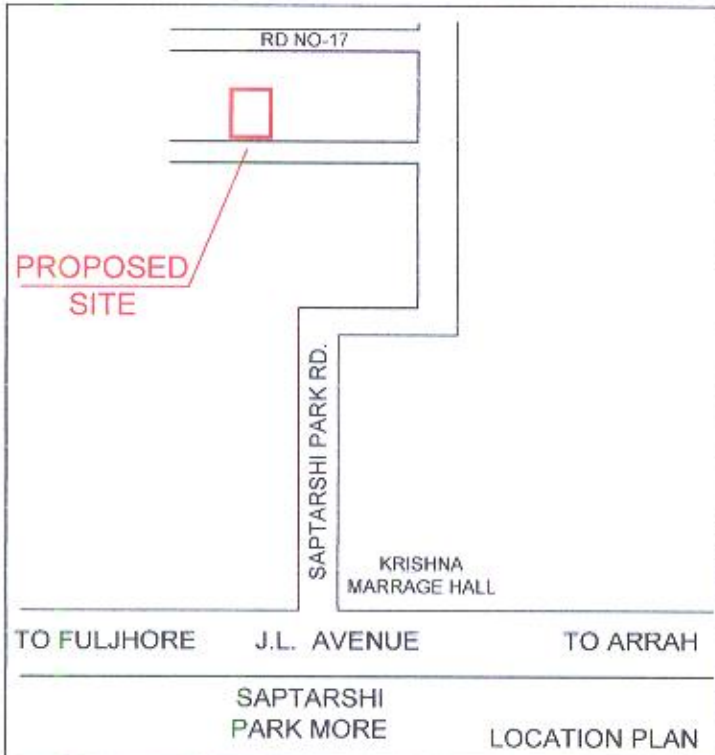 RD NO-17
PROPOSED
SITE
SAPTARSHI PARK RD.
KRISHNA
MARRAGE HALL
TO FULJHORE
J.L. AVENUE
TO ARRAH
SAPTARSHI
PARK MORE
LOCATION PLAN